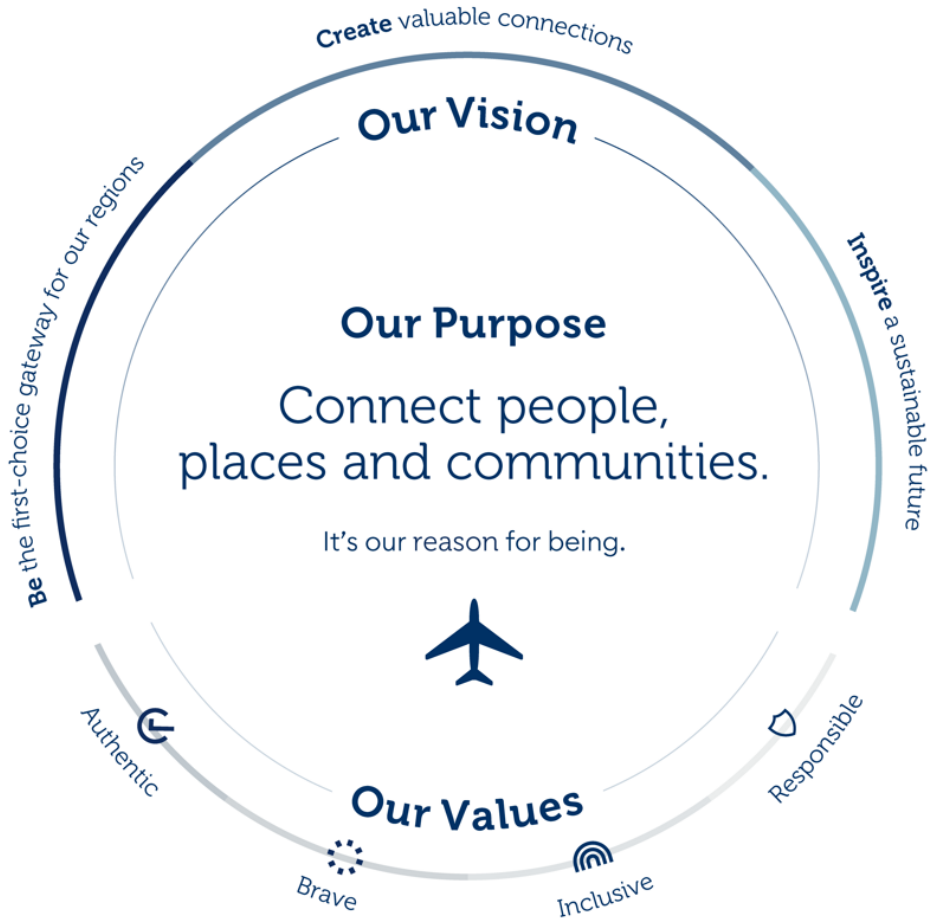 Create valuable connections
Our Vision
Be the first-choice gateway for our regions
Inspire a sustainable future
Our Purpose
Connect people,
places and communities.
It's our reason for being.
Authentic
Responsible
Our Values
Brave
Inclusive